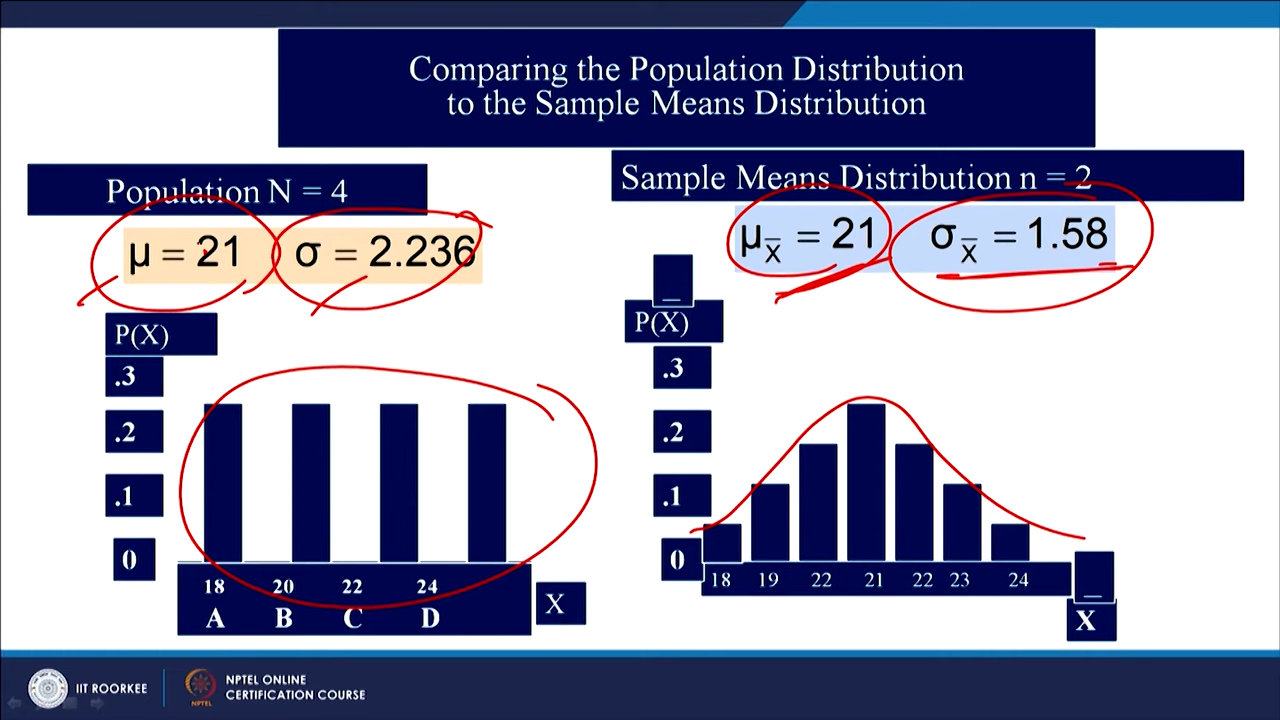 Comparing the Population Distribution
to the Sample Means Distribution
Population N = 4
μ = 21 σ = 2.236
P(X)
.3
.2
.1
0
18 20 22 24
A B C D
X
Sample Means Distribution n = 2
μx̅ = 21 σx̅ = 1.58
_
P(X)
.3
.2
.1
0
18 19 22 21 22 23 24
_
X
IIT ROORKEE
NPTEL
NPTEL ONLINE
CERTIFICATION COURSE